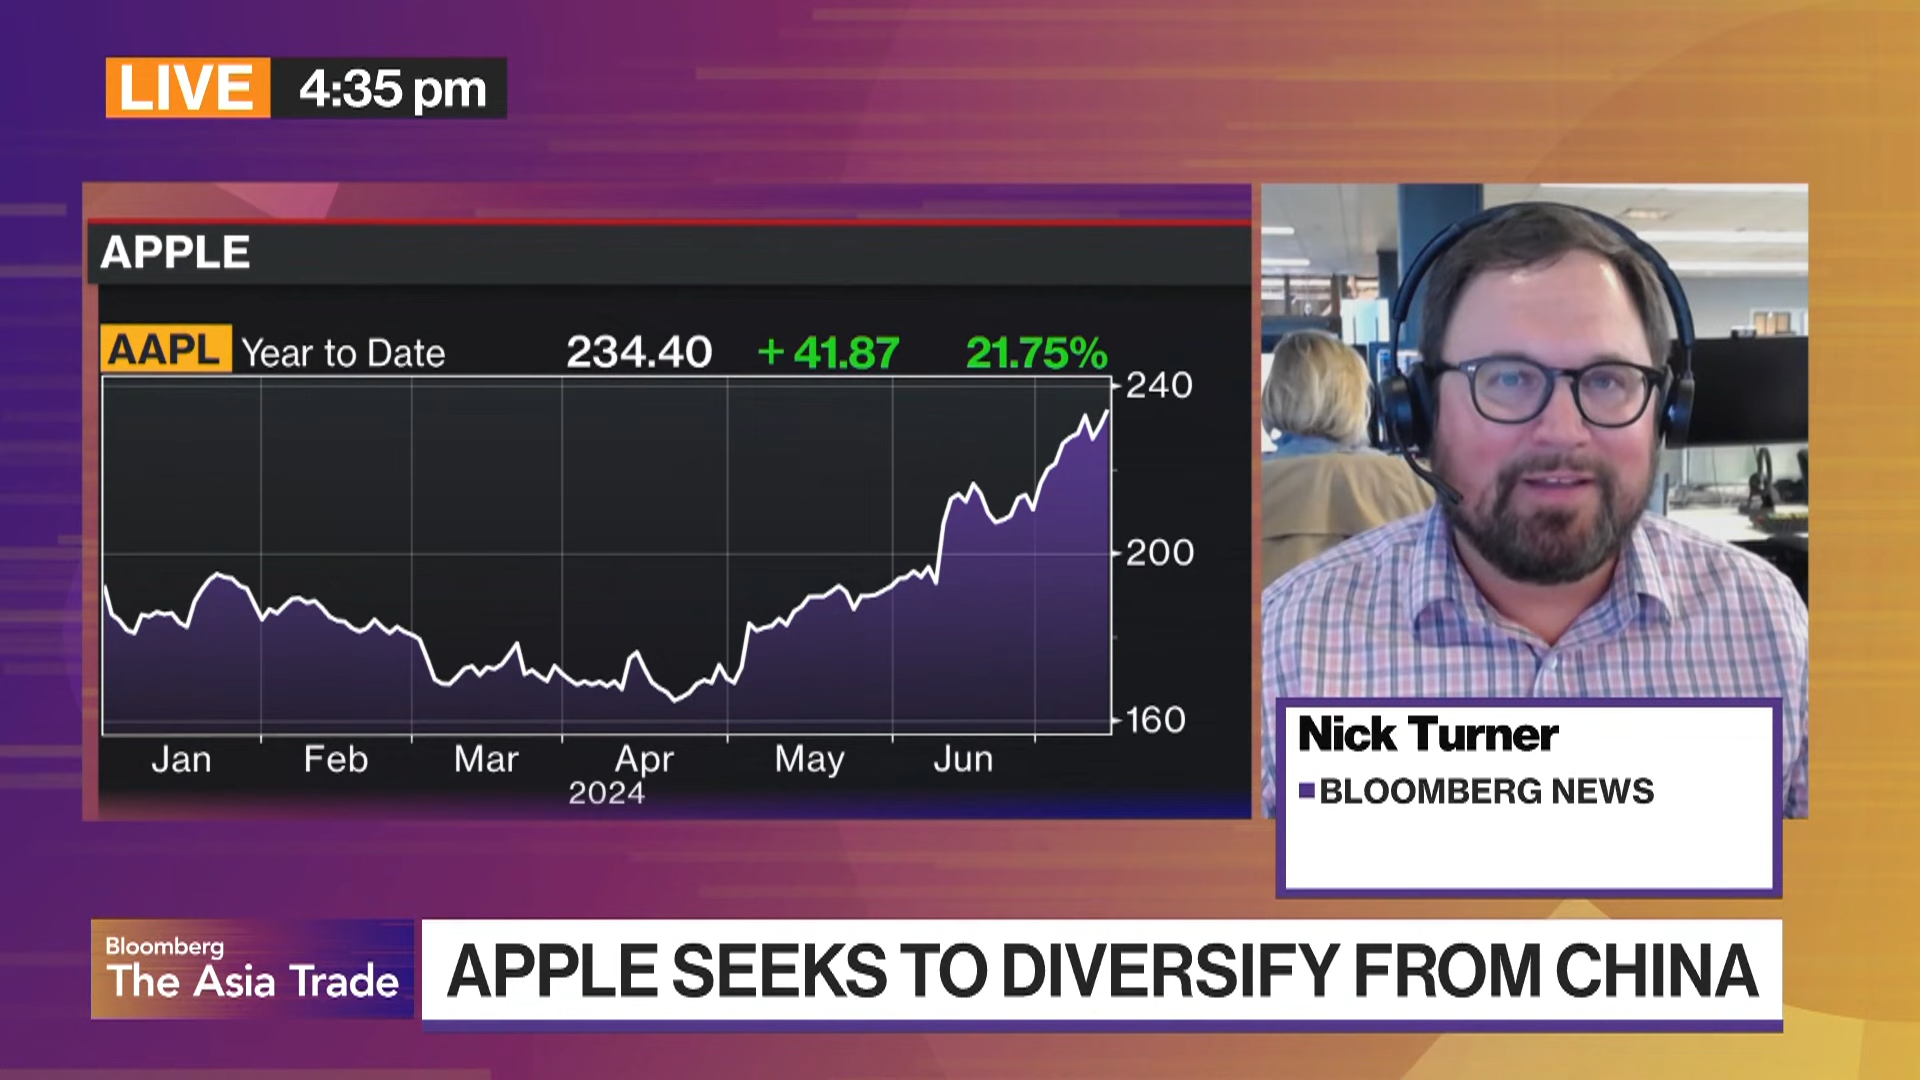 LIVE 4:35 pm
APPLE
AAPL Year to Date 234.40 + 41.87 21.75%
240
200
160
Jan Feb Mar Apr May Jun
2024
Nick Turner
BLOOMBERG NEWS
Bloomberg
The Asia Trade
APPLE SEEKS TO DIVERSIFY FROM CHINA